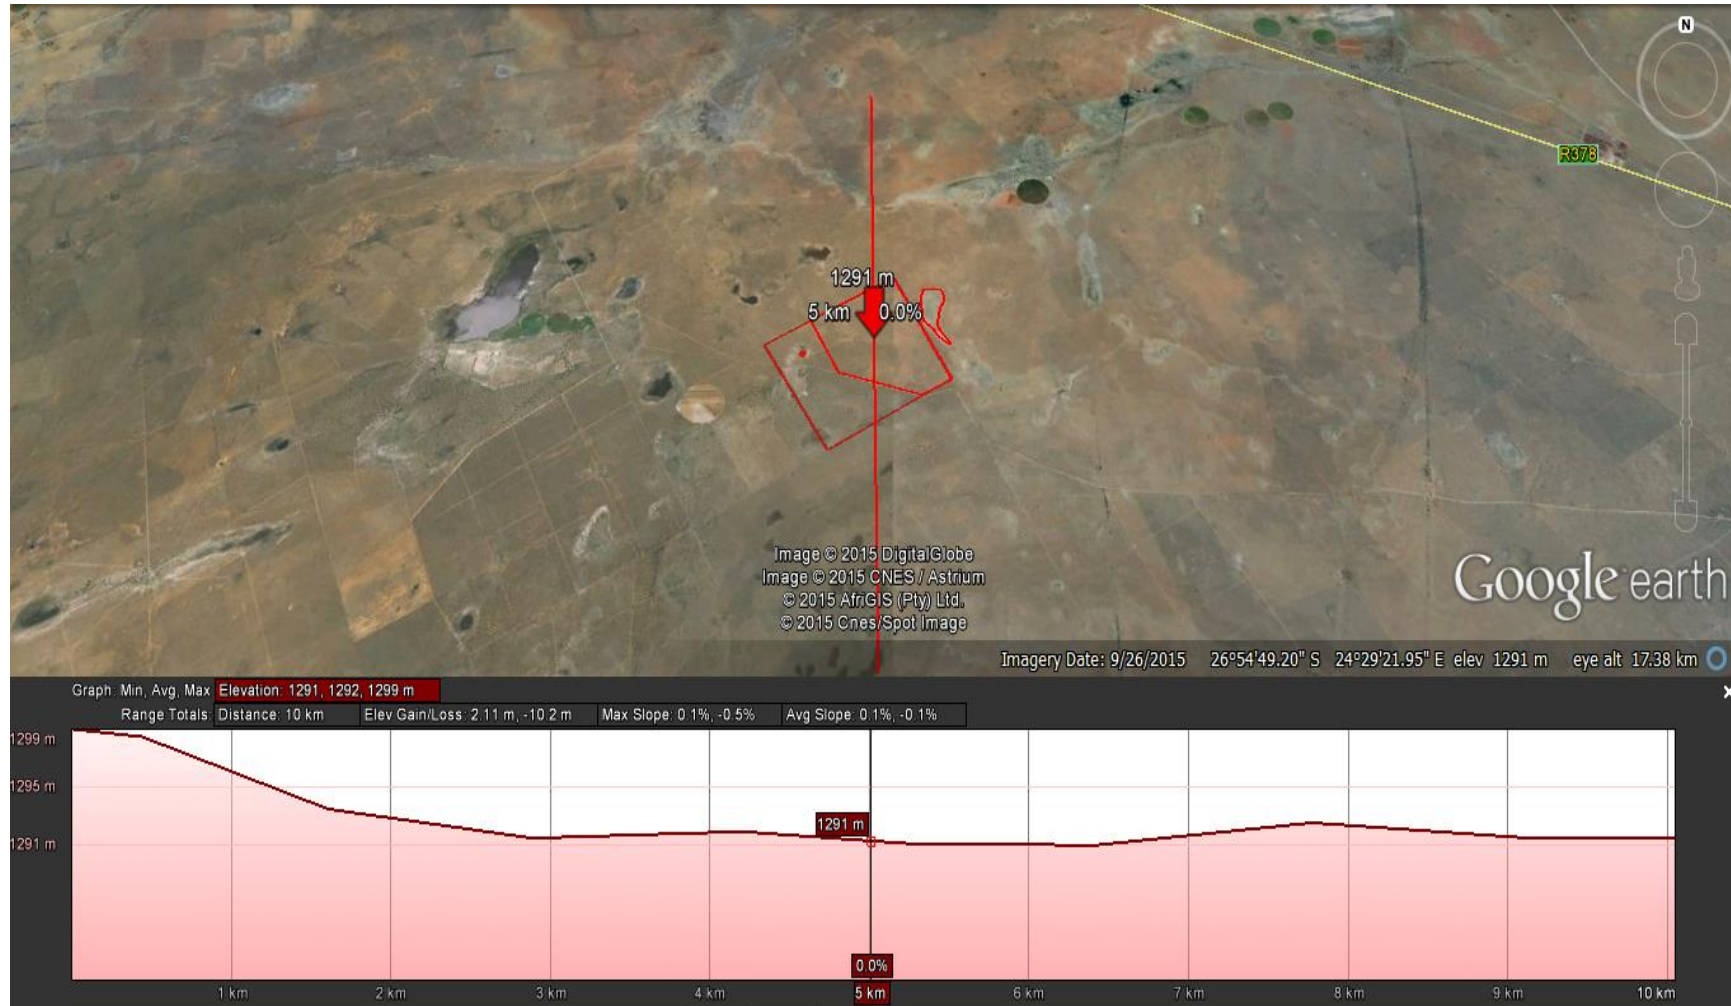 N
R378
1291 m
5 km 0.0%
Image © 2015 DigitalGlobe
Image © 2015 CNES / Astrium
© 2015 AfriGIS (Pty) Ltd.
© 2015 Cnes/Spot Image
Google earth
Imagery Date: 9/26/2015 26°54'49.20" S 24°29'21.95" E elev 1291 m eye alt 17.38 km
Graph: Min, Avg, Max Elevation: 1291, 1292, 1299 m
Range Totals: Distance: 10 km Elev Gain/Loss: 2.11 m, -10.2 m Max Slope: 0.1%, -0.5% Avg Slope: 0.1%, -0.1%
1299 m
1295 m
1291 m
1291 m
0.0%
1 km 2 km 3 km 4 km 5 km 6 km 7 km 8 km 9 km 10 km